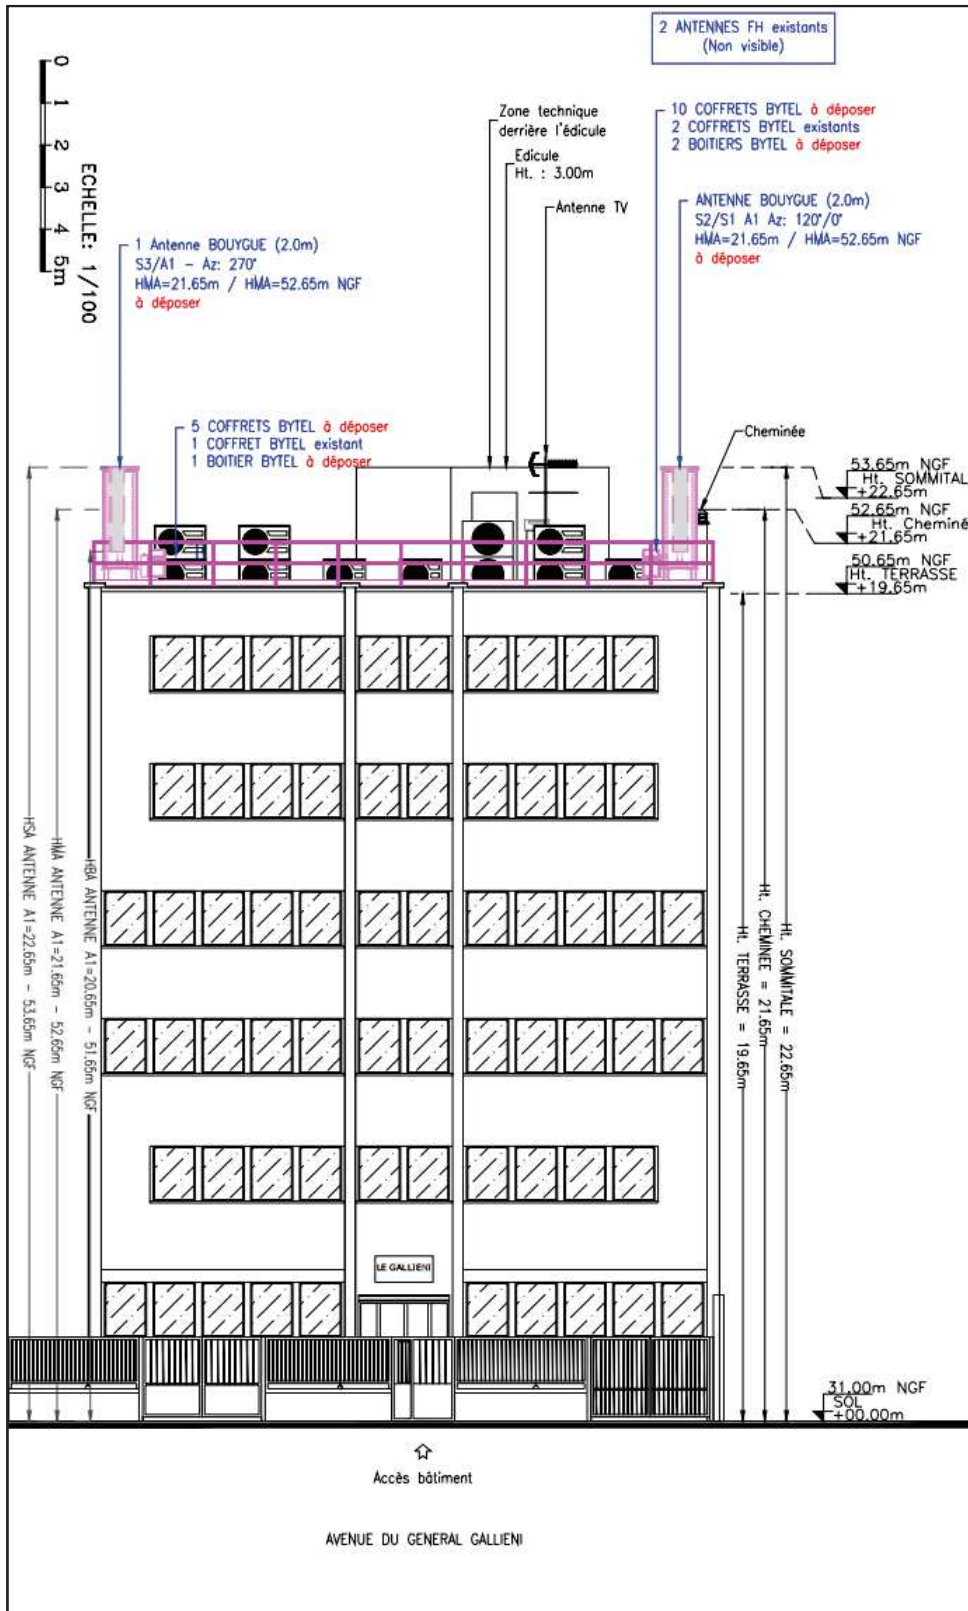 2 ANTENNES FH existants
(Non visible)
0
1
2
3
4
5m
ECHELLE: 1/100
Zone technique
derrière l'édicule
Edicule
Ht. : 3.00m
Antenne TV
10 COFFRETS BYTEL à déposer
2 COFFRETS BYTEL existants
2 BOITIERS BYTEL à déposer
ANTENNE BOUYGUE (2.0m)
S2/S1 A1 Az: 120°/0°
HMA=21.65m / HMA=52.65m NGF
à déposer
1 Antenne BOUYGUE (2.0m)
S3/A1 - Az: 270°
HMA=21.65m / HMA=52.65m NGF
à déposer
5 COFFRETS BYTEL à déposer
1 COFFRET BYTEL existant
1 BOITIER BYTEL à déposer
Cheminée
53.65m NGF
Ht. SOMMITAL
+22.65m
52.65m NGF
Ht. Cheminé
+21.65m
50.65m NGF
Ht. TERRASSE
+19.65m
HSA ANTENNE A1=22.65m - 53.65m NGF
HMA ANTENNE A1=21.65m - 52.65m NGF
HBA ANTENNE A1=20.65m - 51.65m NGF
Ht. TERRASSE = 19.65m
Ht. CHEMINEE = 21.65m
Ht. SOMMITALE = 22.65m
LE GALLIENI
31.00m NGF
SOL
+00.00m
Accès bâtiment
AVENUE DU GENERAL GALLIENI